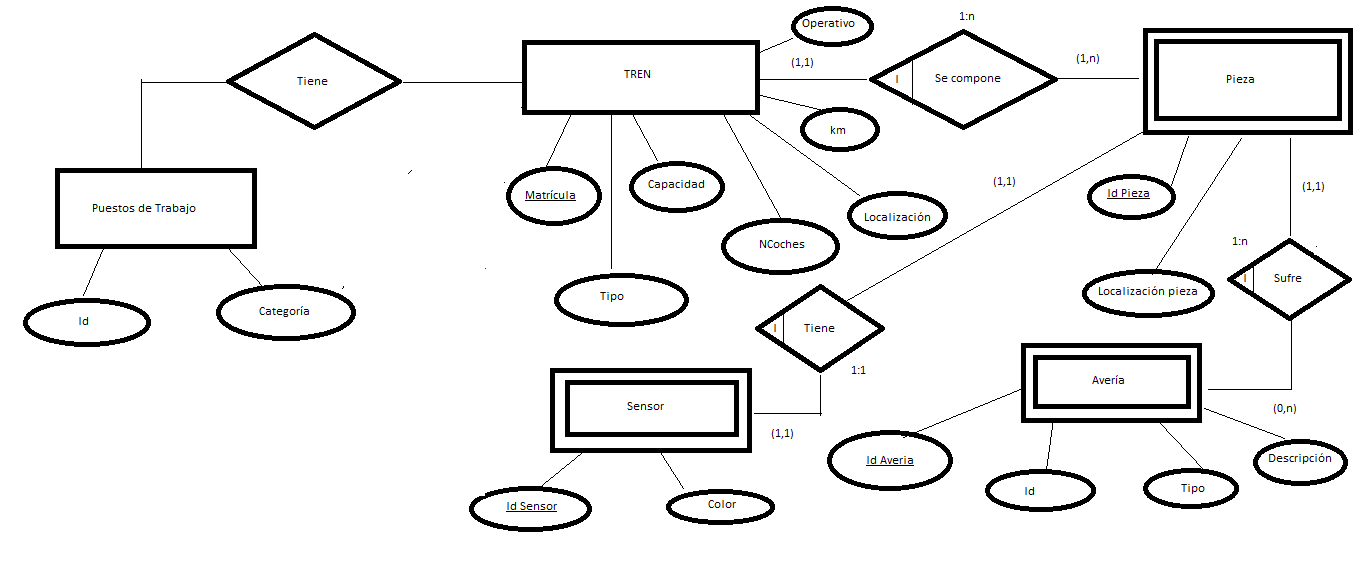 1:n
Operativo
(1,1)
(1,n)
Tiene
TREN
I
Se compone
Pieza
km
Matrícula
Capacidad
(1,1)
Id Pieza
(1,1)
Puestos de Trabajo
Localización
NCoches
1:n
I
Sufre
Tipo
Localización pieza
Id
Categoría
I
Tiene
1:1
Avería
Sensor
(0,n)
(1,1)
Id Averia
Descripción
Id
Tipo
Id Sensor
Color